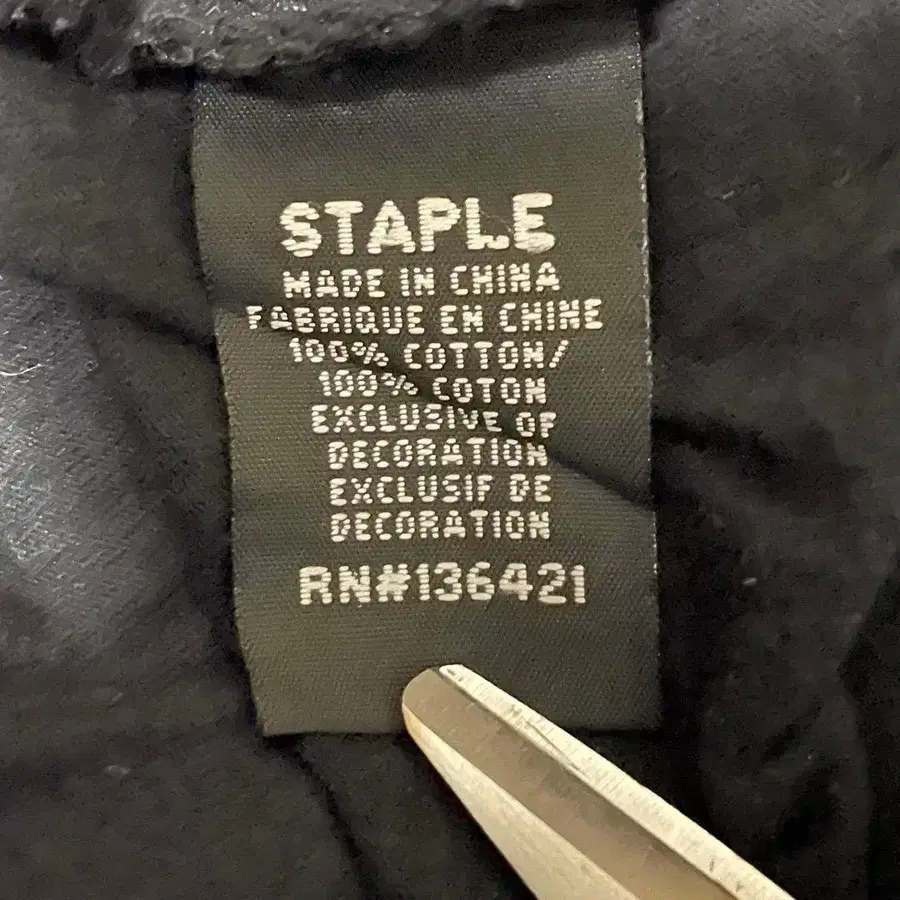 STAPLE
MADE IN CHINA
FABRIQUE EN CHINE
100% COTTON/
100% COTON
EXCLUSIVE OF
DECORATION
EXCLUSIF DE
DECORATION
RN#136421